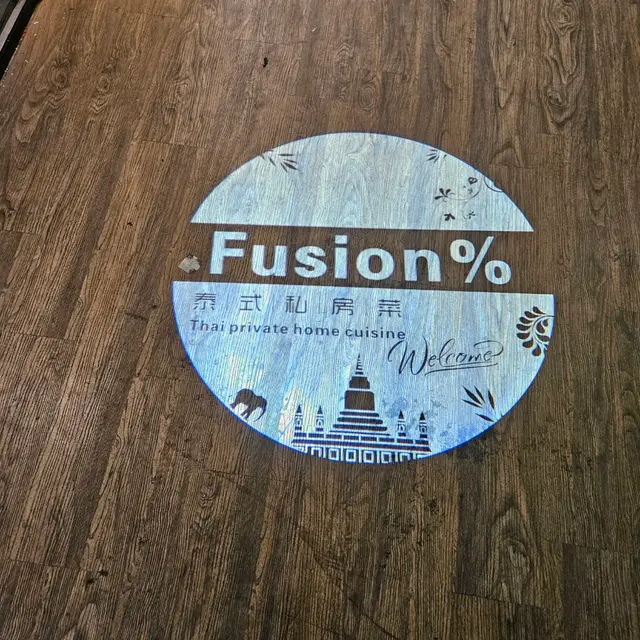 Fusion%
泰式私房菜
Thai private home cuisine
Welcome